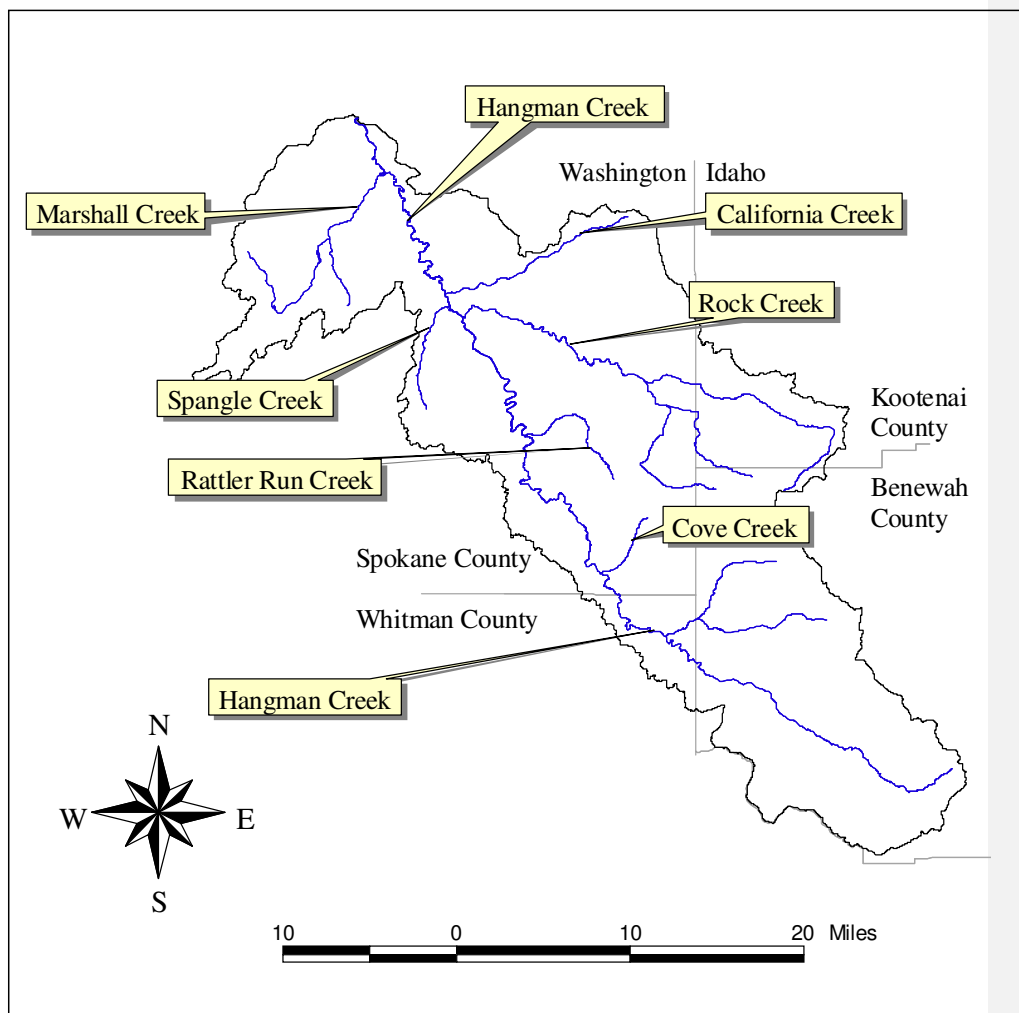 Hangman Creek
Washington
Idaho
Marshall Creek
California Creek
Rock Creek
Spangle Creek
Kootenai
County
Rattler Run Creek
Benewah
County
Cove Creek
Spokane County
Whitman County
Hangman Creek
N
W
E
S
10
0
10
20
Miles